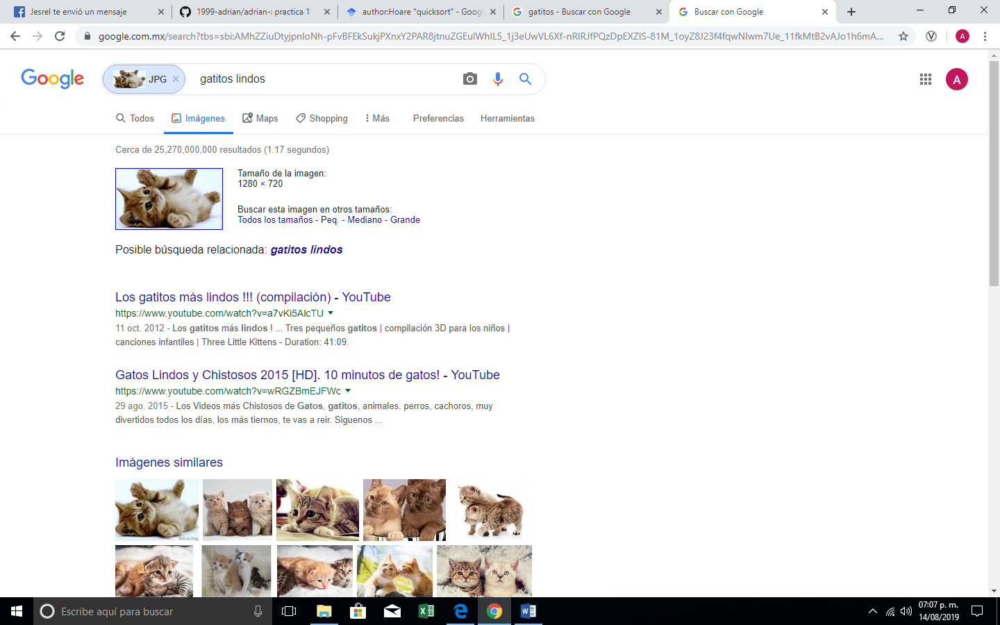 Jesrel te envió un mensaje
1999-adrian/adrian-: practica 1
author:Hoare "quicksort" - Goog
gatitos - Buscar con Google
Buscar con Google
google.com.mx/search?tbs=sbi:AMhZZiuDtyjpnIoNh-pFvBFEkSukjPXnxY2PAR8jtnuZGEulWhIL5_1j3eUwVL6Xf-nRIRJfPQzDpEXZIS-81M_1oyZ8J23f4fqwNIwm7Ue_11fkMtB2vAJo1h6mA...
A
Google
JPG
gatitos lindos
A
Todos
Imágenes
Maps
Shopping
Más
Preferencias
Herramientas
Cerca de 25,270,000,000 resultados (1.17 segundos)
Tamaño de la imagen:
1280 × 720
Buscar esta imagen en otros tamaños:
Todos los tamaños - Peq. - Mediano - Grande
Posible búsqueda relacionada: gatitos lindos
Los gatitos más lindos !!! (compilación) - YouTube
https://www.youtube.com/watch?v=a7vKi5AlcTU
11 oct. 2012 - Los gatitos más lindos ! ... Tres pequeños gatitos | compilación 3D para los niños |
canciones infantiles | Three Little Kittens - Duration: 41:09.
Gatos Lindos y Chistosos 2015 [HD]. 10 minutos de gatos! - YouTube
https://www.youtube.com/watch?v=wRGZBmEJFWc
29 ago. 2015 - Los Videos más Chistosos de Gatos, gatitos, animales, perros, cachoros, muy
divertidos todos los días, los más tiernos, te vas a reir. Siguenos ...
Imágenes similares
Escribe aquí para buscar
07:07 p. m.
14/08/2019